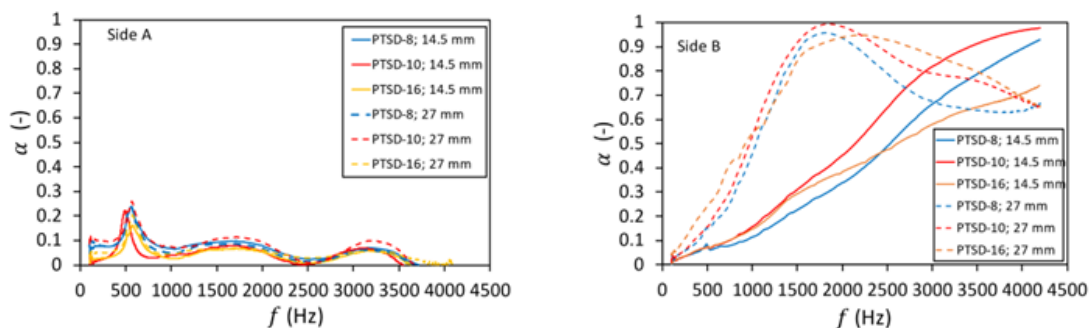 Side A
1
0.9
0.8
0.7
0.6
0.5
0.4
0.3
0.2
0.1
0
α (-)
PTSD-8; 14.5 mm
PTSD-10; 14.5 mm
PTSD-16; 14.5 mm
PTSD-8; 27 mm
PTSD-10; 27 mm
PTSD-16; 27 mm
0 500 1000 1500 2000 2500 3000 3500 4000 4500
f (Hz)
Side B
1
0.9
0.8
0.7
0.6
0.5
0.4
0.3
0.2
0.1
0
α (-)
PTSD-8; 14.5 mm
PTSD-10; 14.5 mm
PTSD-16; 14.5 mm
PTSD-8; 27 mm
PTSD-10; 27 mm
PTSD-16; 27 mm
0 500 1000 1500 2000 2500 3000 3500 4000 4500
f (Hz)